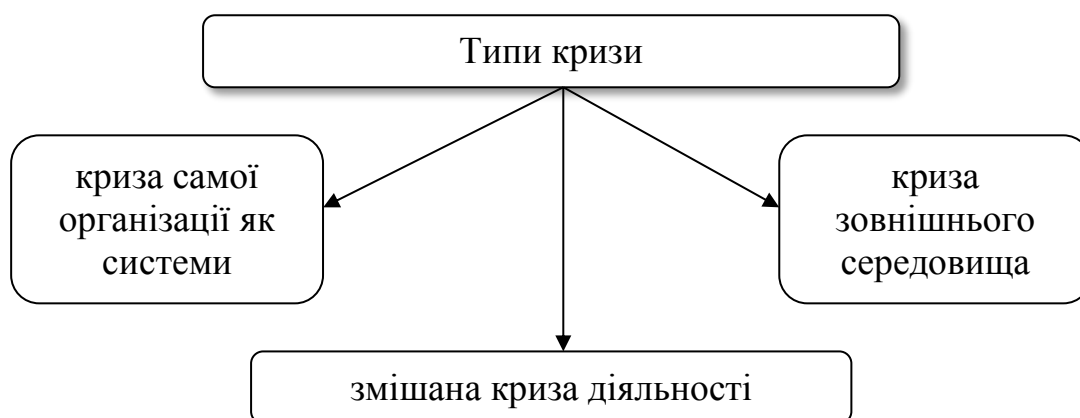 Типи кризи
криза самої
організації як
системи
криза
зовнішнього
середовища
змішана криза діяльності